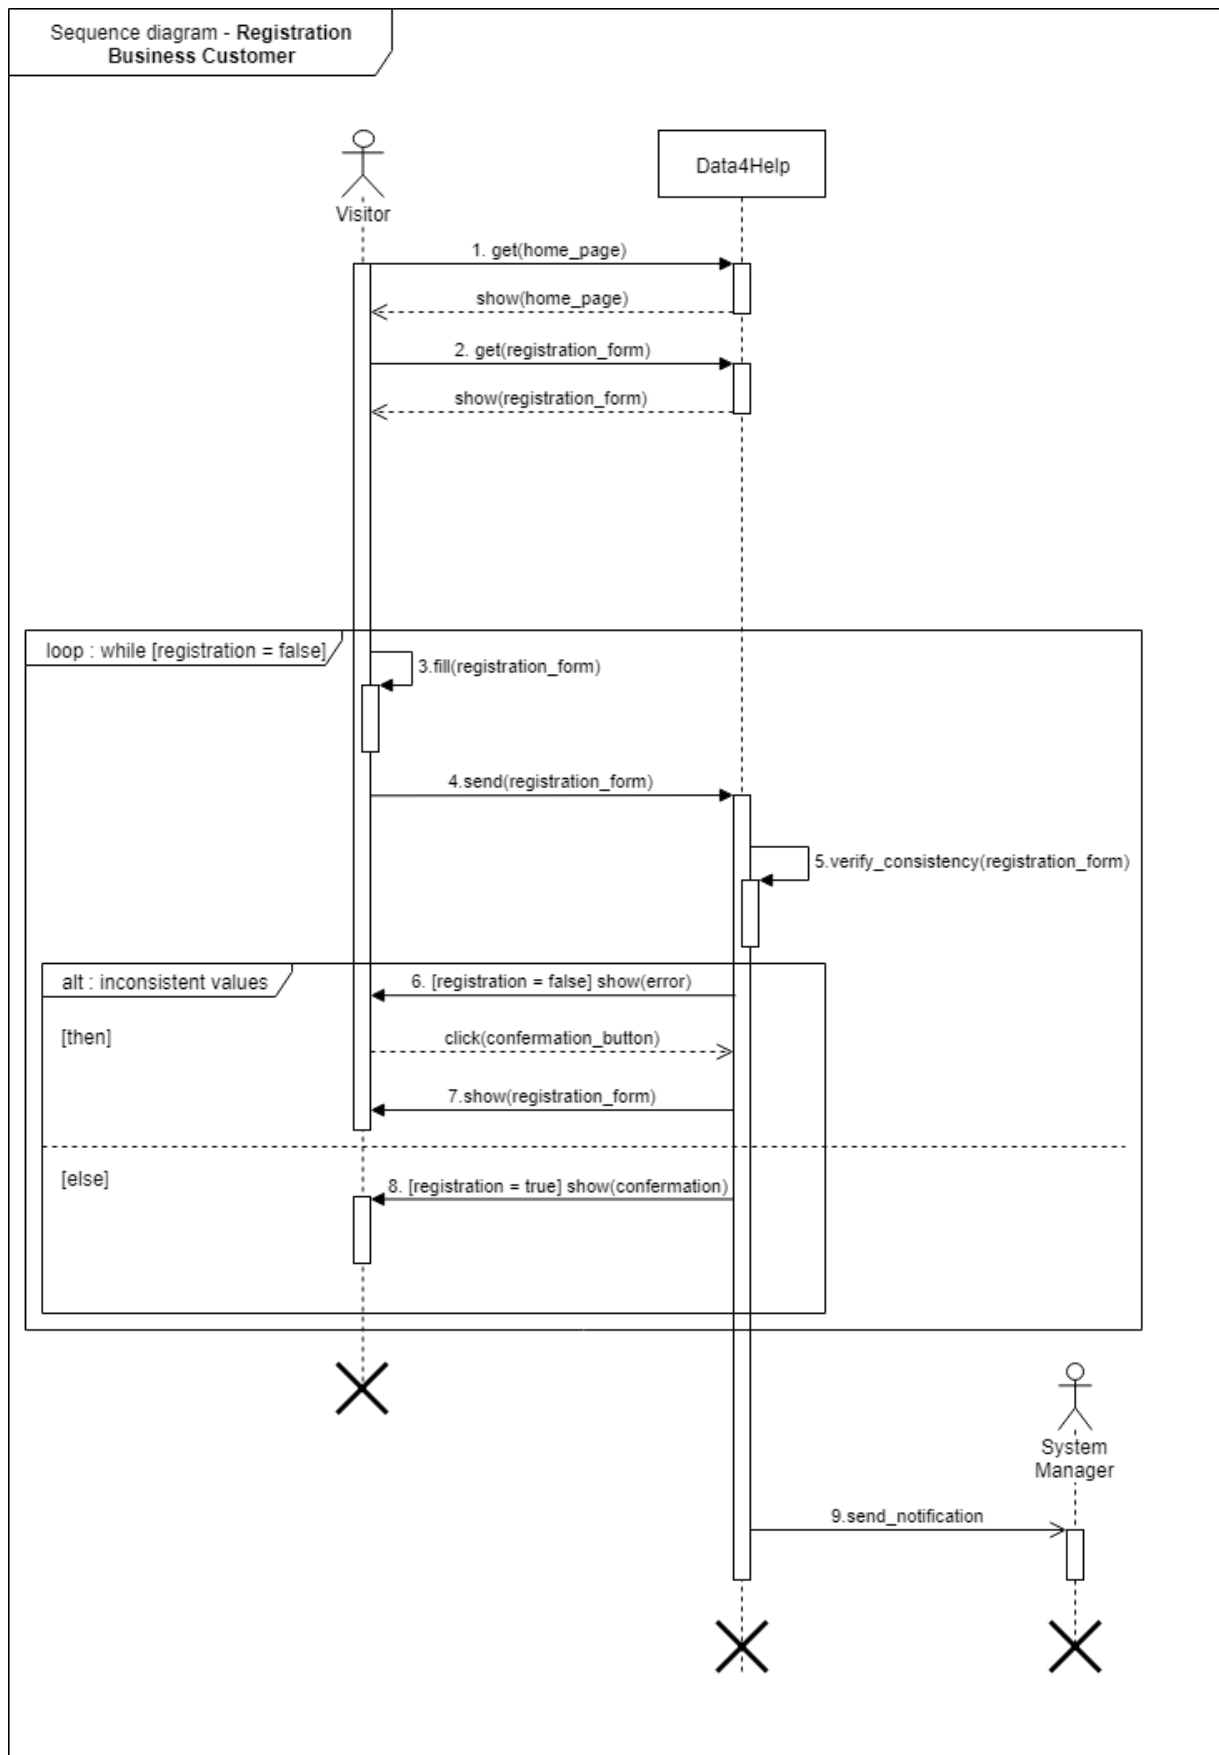 Sequence diagram - Registration
Business Customer
Visitor
Data4Help
1. get(home_page)
show(home_page)
2. get(registration_form)
show(registration_form)
loop : while [registration = false]
3.fill(registration_form)
4.send(registration_form)
5.verify_consistency(registration_form)
alt : inconsistent values
6. [registration = false] show(error)
[then]
click(confermation_button)
7.show(registration_form)
[else]
8. [registration = true] show(confermation)
System
Manager
9.send_notification